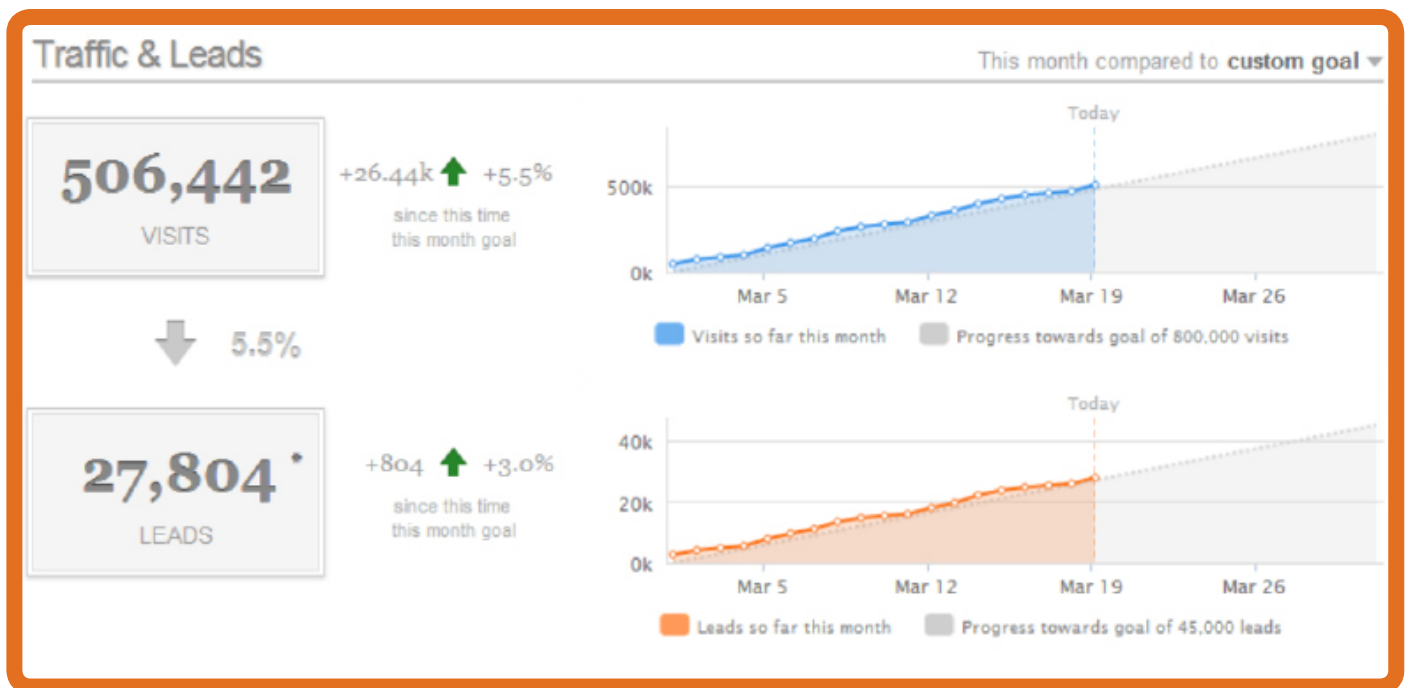 Traffic & Leads
This month compared to custom goal
506,442
VISITS
+26.44k +5.5%
since this time
this month goal
Today
500k
0k
Mar 5 Mar 12 Mar 19 Mar 26
Visits so far this month Progress towards goal of 800,000 visits
5.5%
27,804*
LEADS
+804 +3.0%
since this time
this month goal
Today
40k
20k
0k
Mar 5 Mar 12 Mar 19 Mar 26
Leads so far this month Progress towards goal of 45,000 leads